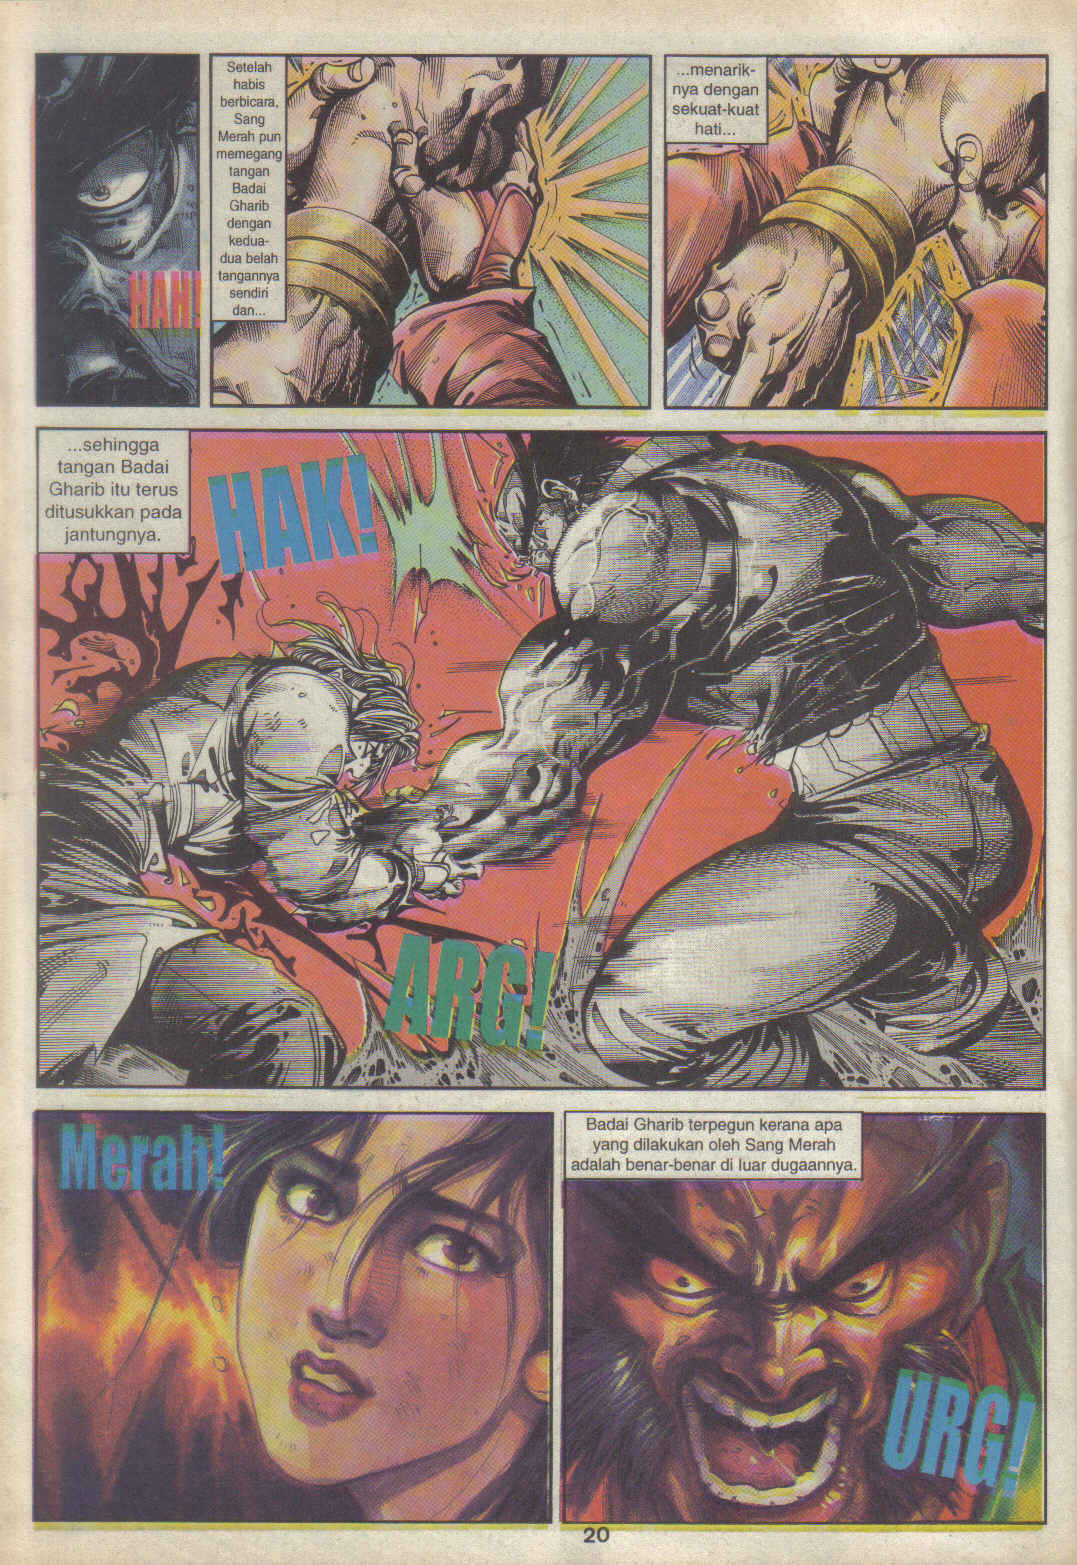 HAH!
Setelah
habis
berbicara,
Sang
Merah pun
memegang
tangan
Badai
Gharib
dengan
kedua-
dua belah
tangannya
sendiri
dan...
...menarik-
nya dengan
sekuat-kuat
hati...
...sehingga
tangan Badai
Gharib itu terus
ditusukkan pada
jantungnya.
HAK!
ARG!
Merah!
Badai Gharib terpegun kerana apa
yang dilakukan oleh Sang Merah
adalah benar-benar di luar dugaannya.
URG!
20